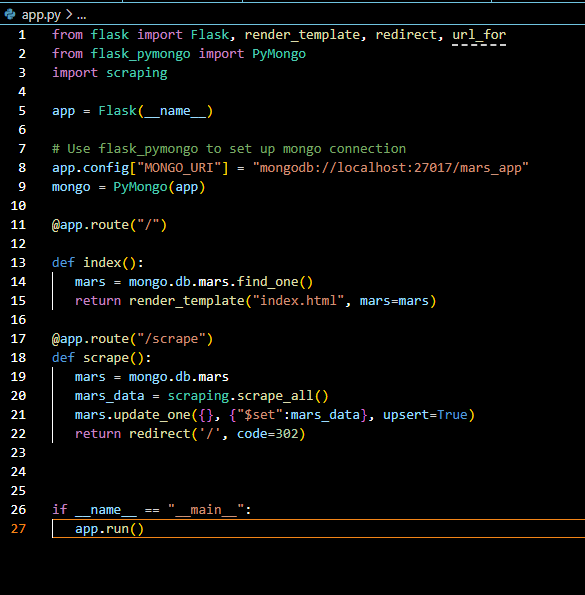 app.py > ...
1 from flask import Flask, render_template, redirect, url_for
2 from flask_pymongo import PyMongo
3 import scraping
4
5 app = Flask(__name__)
6
7 # Use flask_pymongo to set up mongo connection
8 app.config["MONGO_URI"] = "mongodb://localhost:27017/mars_app"
9 mongo = PyMongo(app)
10
11 @app.route("/")
12
13 def index():
14    mars = mongo.db.mars.find_one()
15    return render_template("index.html", mars=mars)
16
17 @app.route("/scrape")
18 def scrape():
19    mars = mongo.db.mars
20    mars_data = scraping.scrape_all()
21    mars.update_one({}, {"$set":mars_data}, upsert=True)
22    return redirect('/', code=302)
23
24
25
26 if __name__ == "__main__":
27    app.run()